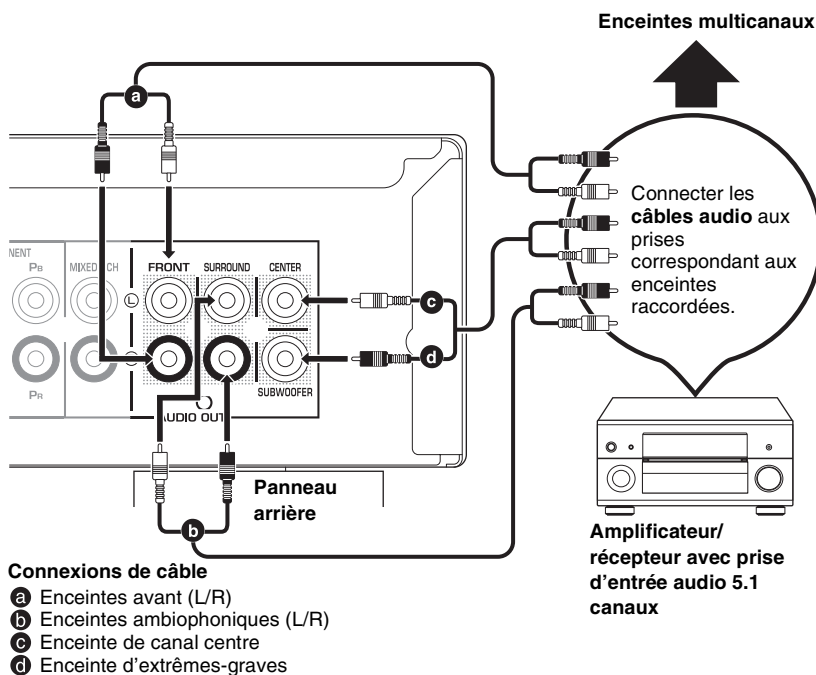 Enceintes multicanaux
a
Connecter les
câbles audio aux
prises
correspondant aux
enceintes
raccordées.
NENT
PB
MIXED 2CH
FRONT
SURROUND
CENTER
L
c
d
PR
SUBWOOFER
AUDIO OUT
Panneau
arrière
b
Amplificateur/
récepteur avec prise
d'entrée audio 5.1
canaux
Connexions de câble
a Enceintes avant (L/R)
b Enceintes ambiophoniques (L/R)
c Enceinte de canal centre
d Enceinte d'extrêmes-graves